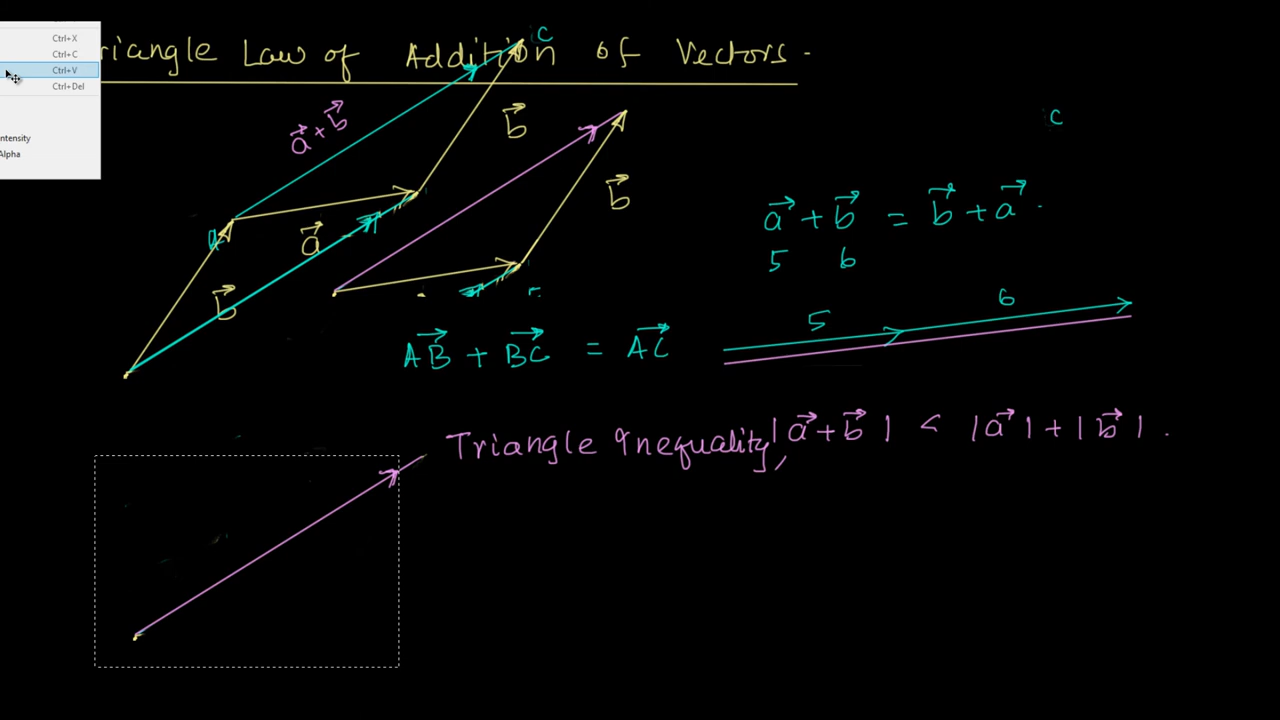 Ctrl+X
Ctrl+C
Ctrl+V
Ctrl+Del
ntensity
Alpha
riangle Law of Addition of Vectors.
C
C
a⃗ + b⃗
b⃗
b⃗
a⃗
b⃗
a⃗ + b⃗ = b⃗ + a⃗.
5 6
5 6
AB⃗ + BC⃗ = AC⃗
Triangle Inequality, |a⃗ + b⃗| < |a⃗| + |b⃗|.